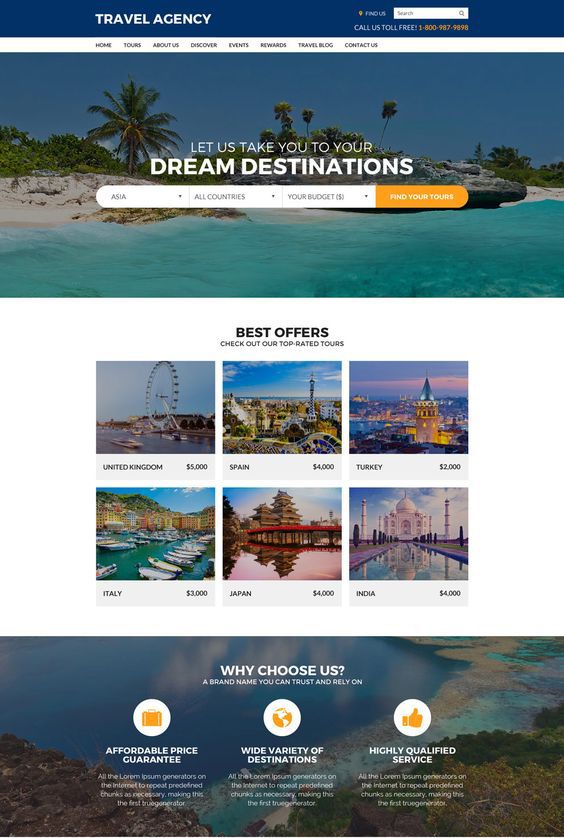 TRAVEL AGENCY
FIND US
Search
CALL US TOLL FREE! 1-800-987-9898
HOME TOURS ABOUT US DISCOVER EVENTS REWARDS TRAVEL BLOG CONTACT US
LET US TAKE YOU TO YOUR
DREAM DESTINATIONS
ASIA ALL COUNTRIES YOUR BUDGET ($) FIND YOUR TOURS
BEST OFFERS
CHECK OUT OUR TOP-RATED TOURS
UNITED KINGDOM $5,000
SPAIN $4,000
TURKEY $2,000
ITALY $3,000
JAPAN $4,000
INDIA $4,000
WHY CHOOSE US?
A BRAND NAME YOU CAN TRUST AND RELY ON
AFFORDABLE PRICE
GUARANTEE
All the Lorem Ipsum generators on
the Internet to repeat predefined
chunks as necessary, making this
the first truegenerator.
WIDE VARIETY OF
DESTINATIONS
All the Lorem Ipsum generators on
the Internet to repeat predefined
chunks as necessary, making this
the first truegenerator.
HIGHLY QUALIFIED
SERVICE
All the Lorem Ipsum generators on
the Internet to repeat predefined
chunks as necessary, making this
the first truegenerator.